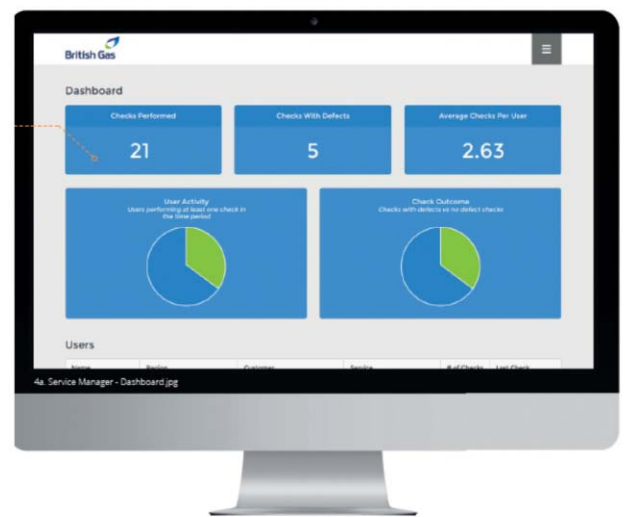 British Gas
Dashboard
Checks Performed
21
Checks With Defects
5
Average Checks Per User
2.63
User Activity
Users performing at least one check in
the time period
Check Outcome
Checks with defects vs no defect checks
Users
Name Region Customer Service # of Checks Last Check
4a. Service Manager - Dashboard.jpg